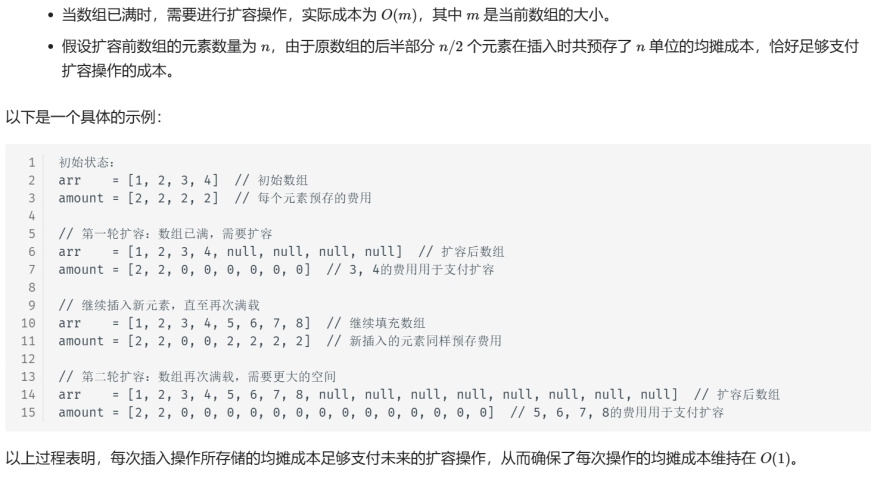 • 当数组已满时，需要进行扩容操作，实际成本为 O(m)，其中 m 是当前数组的大小。
• 假设扩容前数组的元素数量为 n，由于原数组的后半部分 n/2 个元素在插入时共预存了 n 单位的均摊成本，恰好足够支付
扩容操作的成本。
以下是一个具体的示例：
1 初始状态：
2 arr    = [1, 2, 3, 4]  // 初始数组
3 amount = [2, 2, 2, 2]  // 每个元素预存的费用
4
5 // 第一轮扩容：数组已满，需要扩容
6 arr    = [1, 2, 3, 4, null, null, null, null]  // 扩容后数组
7 amount = [2, 2, 0, 0, 0, 0, 0, 0]  // 3, 4的费用用于支付扩容
8
9 // 继续插入新元素，直至再次满载
10 arr    = [1, 2, 3, 4, 5, 6, 7, 8]  // 继续填充数组
11 amount = [2, 2, 0, 0, 2, 2, 2, 2]  // 新插入的元素同样预存费用
12
13 // 第二轮扩容：数组再次满载，需要更大的空间
14 arr    = [1, 2, 3, 4, 5, 6, 7, 8, null, null, null, null, null, null, null, null]  // 扩容后数组
15 amount = [2, 2, 0, 0, 0, 0, 0, 0, 0, 0, 0, 0, 0, 0, 0, 0]  // 5, 6, 7, 8的费用用于支付扩容
以上过程表明，每次插入操作所存储的均摊成本足够支付未来的扩容操作，从而确保了每次操作的均摊成本维持在 O(1)。